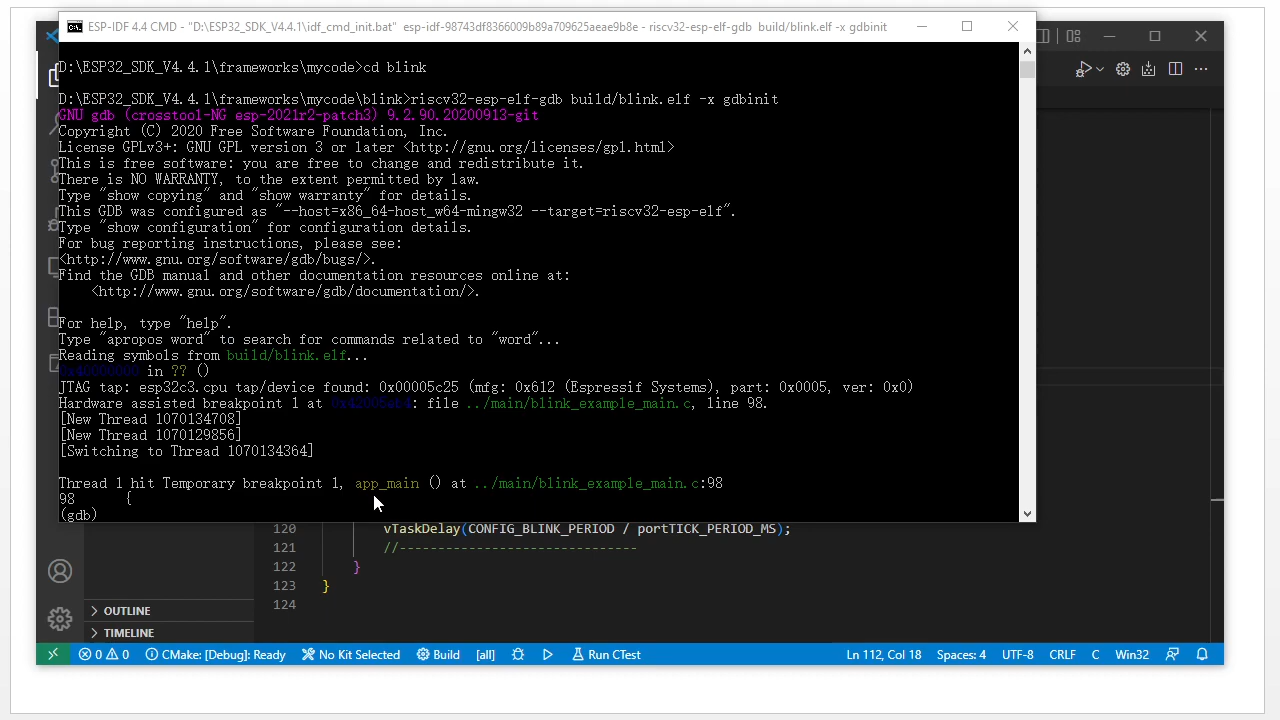 ESP-IDF 4.4 CMD - "D:\ESP32_SDK_V4.4.1\idf_cmd_init.bat" esp-idf-98743df8366009b89a709625aeae9b8e - riscv32-esp-elf-gdb build/blink.elf -x gdbinit
D:\ESP32_SDK_V4.4.1\frameworks\mycode>cd blink
D:\ESP32_SDK_V4.4.1\frameworks\mycode\blink>riscv32-esp-elf-gdb build/blink.elf -x gdbinit
GNU gdb (crosstool-NG esp-2021r2-patch3) 9.2.90.20200913-git
Copyright (C) 2020 Free Software Foundation, Inc.
License GPLv3+: GNU GPL version 3 or later <http://gnu.org/licenses/gpl.html>
This is free software: you are free to change and redistribute it.
There is NO WARRANTY, to the extent permitted by law.
Type "show copying" and "show warranty" for details.
This GDB was configured as "--host=x86_64-host_w64-mingw32 --target=riscv32-esp-elf".
Type "show configuration" for configuration details.
For bug reporting instructions, please see:
<http://www.gnu.org/software/gdb/bugs/>.
Find the GDB manual and other documentation resources online at:
<http://www.gnu.org/software/gdb/documentation/>.
For help, type "help".
Type "apropos word" to search for commands related to "word"...
Reading symbols from build/blink.elf...
0x40000000 in ?? ()
JTAG tap: esp32c3.cpu tap/device found: 0x00005c25 (mfg: 0x612 (Espressif Systems), part: 0x0005, ver: 0x0)
Hardware assisted breakpoint 1 at : file ../main/blink_example_main.c, line 98.
[New Thread 1070134708]
[New Thread 1070129856]
[Switching to Thread 1070134364]
Thread 1 hit Temporary breakpoint 1, app_main () at ../main/blink_example_main.c:98
98 {
(gdb)
120 vTaskDelay(CONFIG_BLINK_PERIOD / portTICK_PERIOD_MS);
121 //-------------------------------
122 }
123 }
124
OUTLINE
TIMELINE
0 0 CMake: [Debug]: Ready No Kit Selected Build [all] Run CTest Ln 112, Col 18 Spaces: 4 UTF-8 CRLF C Win32